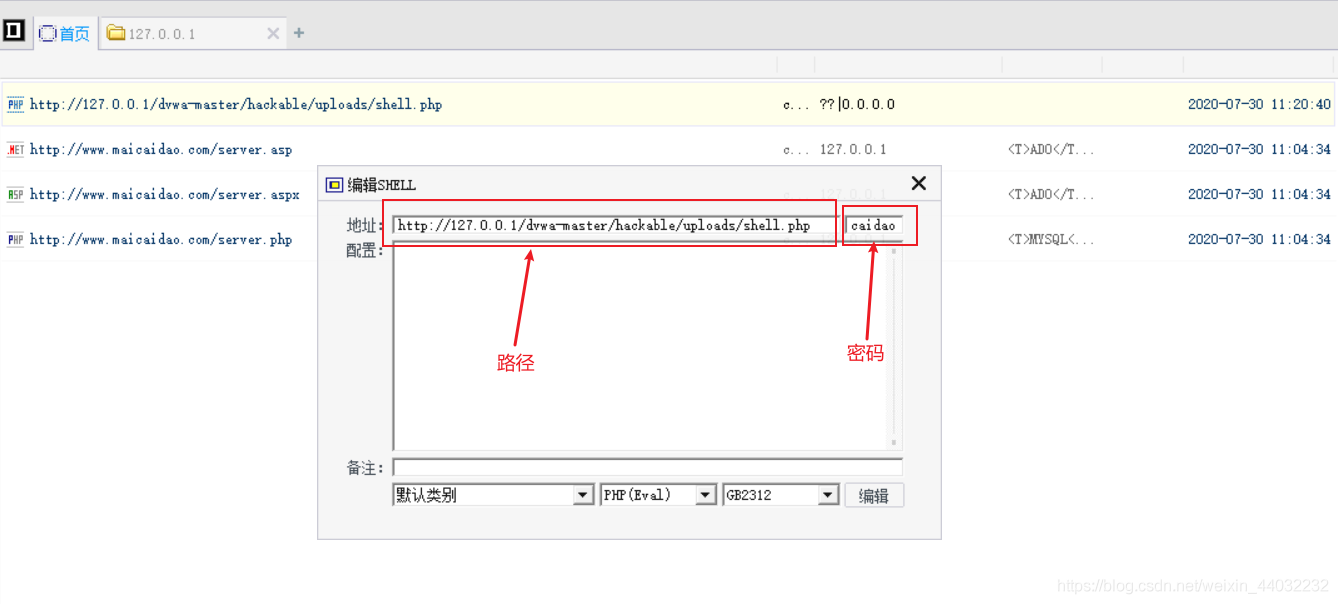 首页
127.0.0.1
PHP http://127.0.0.1/dvwa-master/hackable/uploads/shell.php c... ??|0.0.0.0 2020-07-30 11:20:40
.NET http://www.maicaidao.com/server.asp c... 127.0.0.1 <T>ADO</T... 2020-07-30 11:04:34
ASP http://www.maicaidao.com/server.aspx 127.0.0.1 <T>ADO</T... 2020-07-30 11:04:34
PHP http://www.maicaidao.com/server.php <T>MYSQL<... 2020-07-30 11:04:34
编辑SHELL
地址: http://127.0.0.1/dvwa-master/hackable/uploads/shell.php caidao
配置:
路径
密码
备注:
默认类别 PHP(Eval) GB2312 编辑
https://blog.csdn.net/weixin_44032232